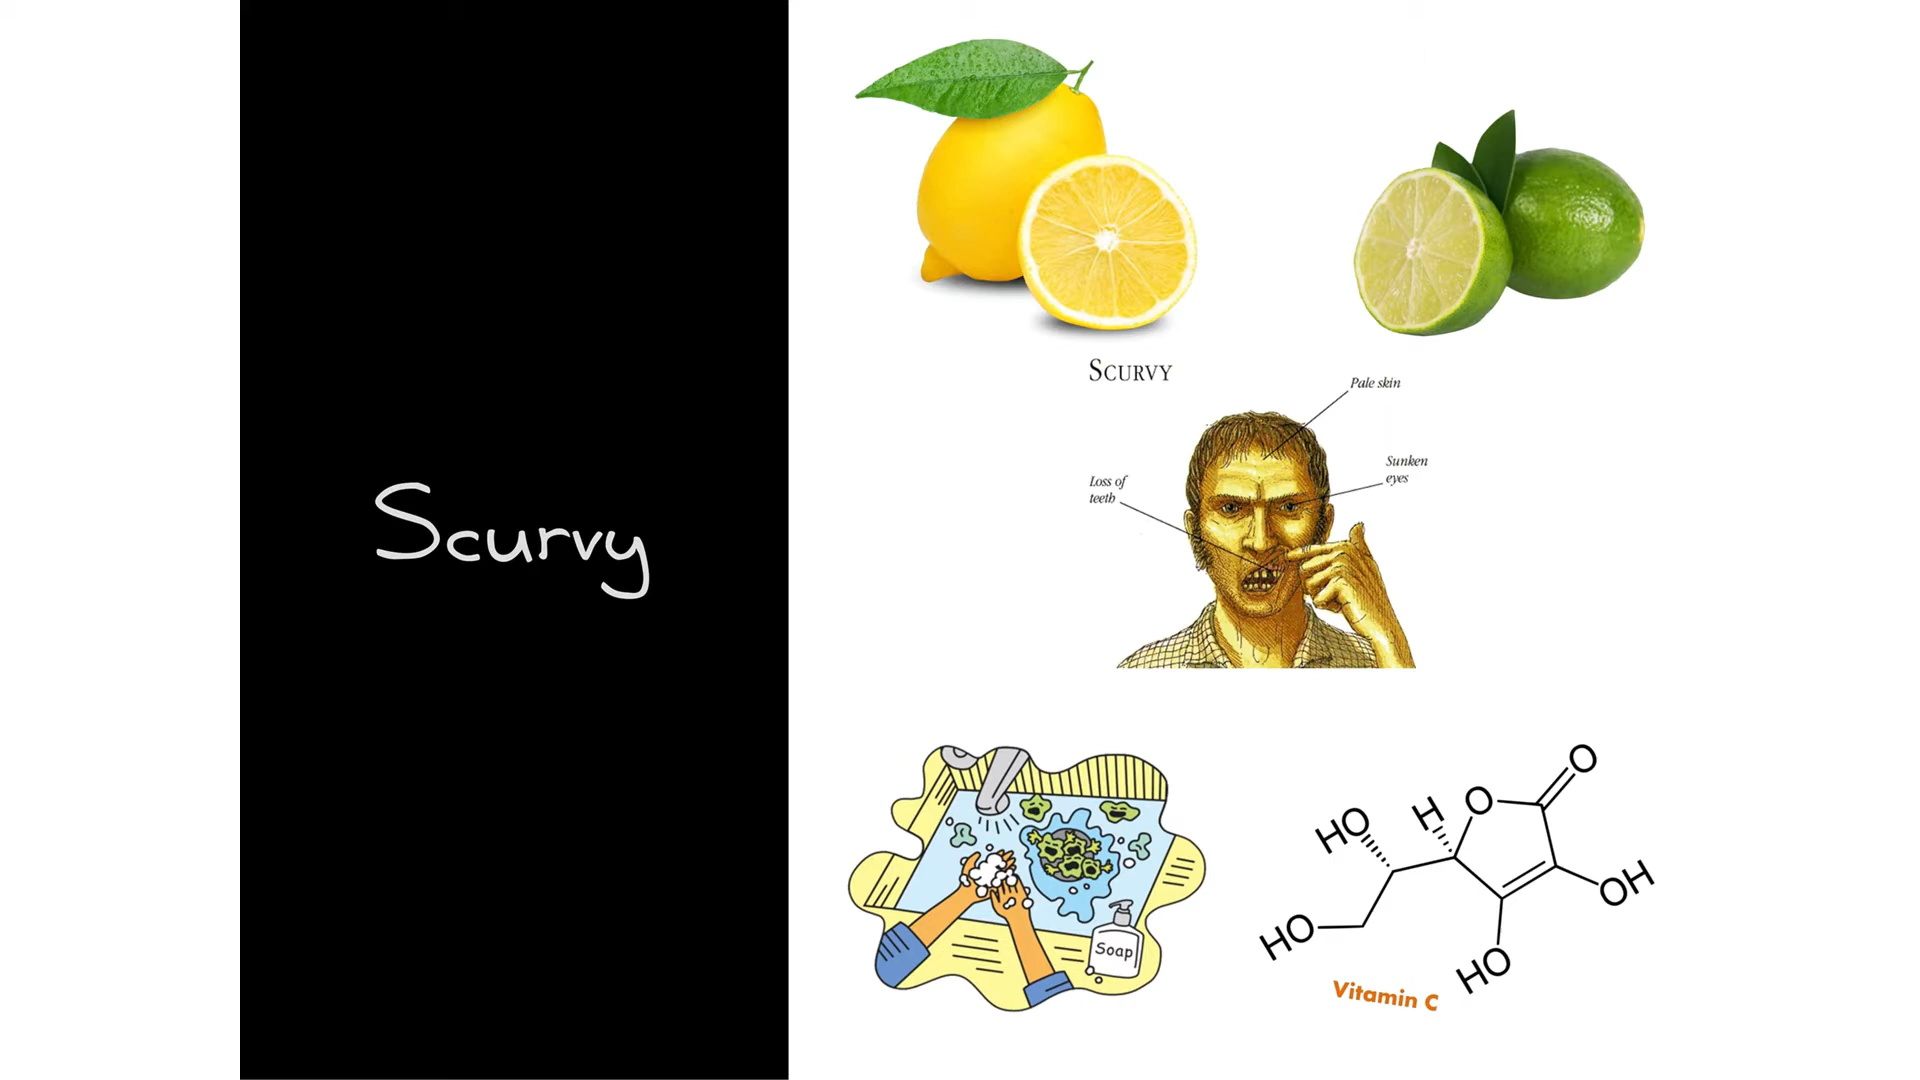 Scurvy
SCURVY
Pale skin
Sunken
eyes
Loss of
teeth
Soap
O
HO
H
O
OH
HO
HO
Vitamin C